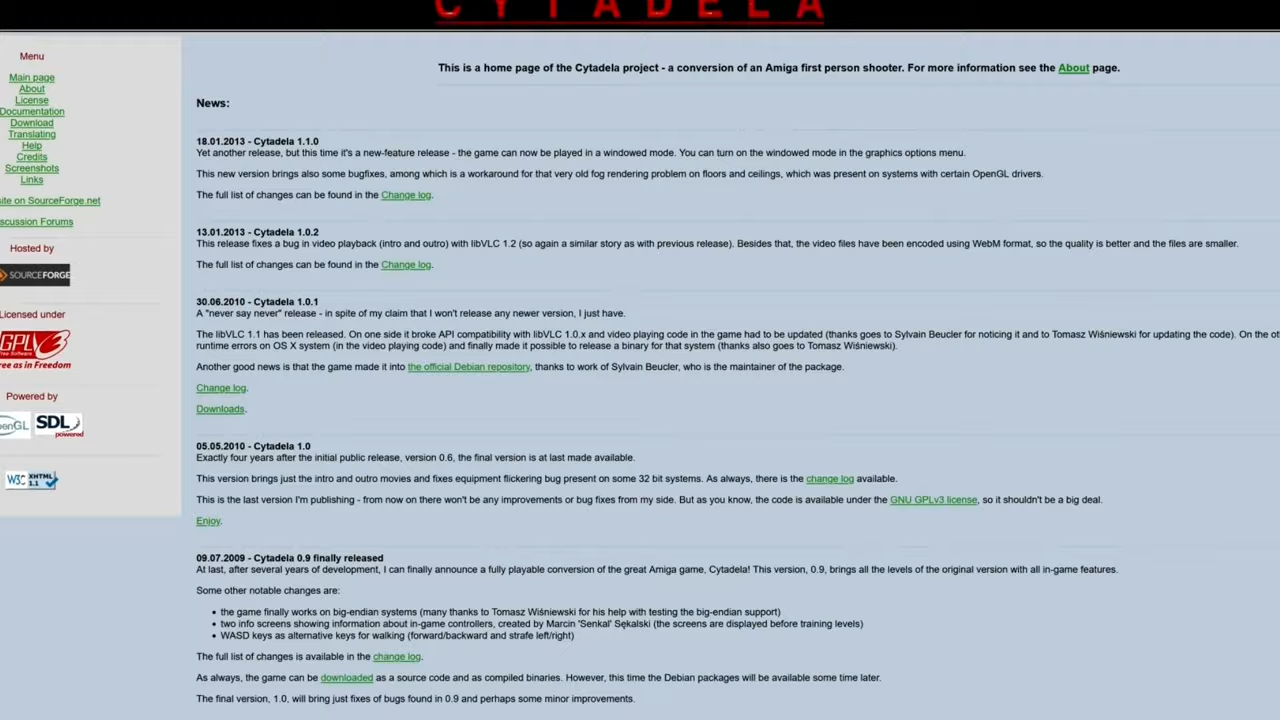 CYTADELA
Menu
Main page
About
License
Documentation
Download
Translating
Help
Credits
Screenshots
Links
on SourceForge.net
Forums
Hosted by
SOURCEFORGE
Licensed under
GPL
Free Software
Free as in Freedom
Powered by
OpenGL SDL
powered
W3C XHTML
1.1
This is a home page of the Cytadela project - a conversion of an Amiga first person shooter. For more information see the About page.
News:
18.01.2013 - Cytadela 1.1.0
Yet another release, but this time it's a new-feature release - the game can now be played in a windowed mode. You can turn on the windowed mode in the graphics options menu.
This new version brings also some bugfixes, among which is a workaround for that very old fog rendering problem on floors and ceilings, which was present on systems with certain OpenGL drivers.
The full list of changes can be found in the Change log.
13.01.2013 - Cytadela 1.0.2
This release fixes a bug in video playback (intro and outro) with libVLC 1.2 (so again a similar story as with previous release). Besides that, the video files have been encoded using WebM format, so the quality is better and the files are smaller.
The full list of changes can be found in the Change log.
30.06.2010 - Cytadela 1.0.1
A "never say never" release - in spite of my claim that I won't release any newer version, I just have.
The libVLC 1.1 has been released. On one side it broke API compatibility with libVLC 1.0.x and video playing code in the game had to be updated (thanks goes to Sylvain Beucler for noticing it and to Tomasz Wiśniewski for updating the code). On the
runtime errors on OS X system (in the video playing code) and finally made it possible to release a binary for that system (thanks also goes to Tomasz Wiśniewski).
Another good news is that the game made it into the official Debian repository, thanks to work of Sylvain Beucler, who is the maintainer of the package.
Change log.
Downloads.
05.05.2010 - Cytadela 1.0
Exactly four years after the initial public release, version 0.6, the final version is at last made available.
This version brings just the intro and outro movies and fixes equipment flickering bug present on some 32 bit systems. As always, there is the change log available.
This is the last version I'm publishing - from now on there won't be any improvements or bug fixes from my side. But as you know, the code is available under the GNU GPLv3 license, so it shouldn't be a big deal.
Enjoy.
09.07.2009 - Cytadela 0.9 finally released
At last, after several years of development, I can finally announce a fully playable conversion of the great Amiga game, Cytadela! This version, 0.9, brings all the levels of the original version with all in-game features.
Some other notable changes are:
• the game finally works on big-endian systems (many thanks to Tomasz Wiśniewski for his help with testing the big-endian support)
• two info screens showing information about in-game controllers, created by Marcin 'Senkal' Sękalski (the screens are displayed before training levels)
• WASD keys as alternative keys for walking (forward/backward and strafe left/right)
The full list of changes is available in the change log.
As always, the game can be downloaded as a source code and as compiled binaries. However, this time the Debian packages will be available some time later.
The final version, 1.0, will bring just fixes of bugs found in 0.9 and perhaps some minor improvements.